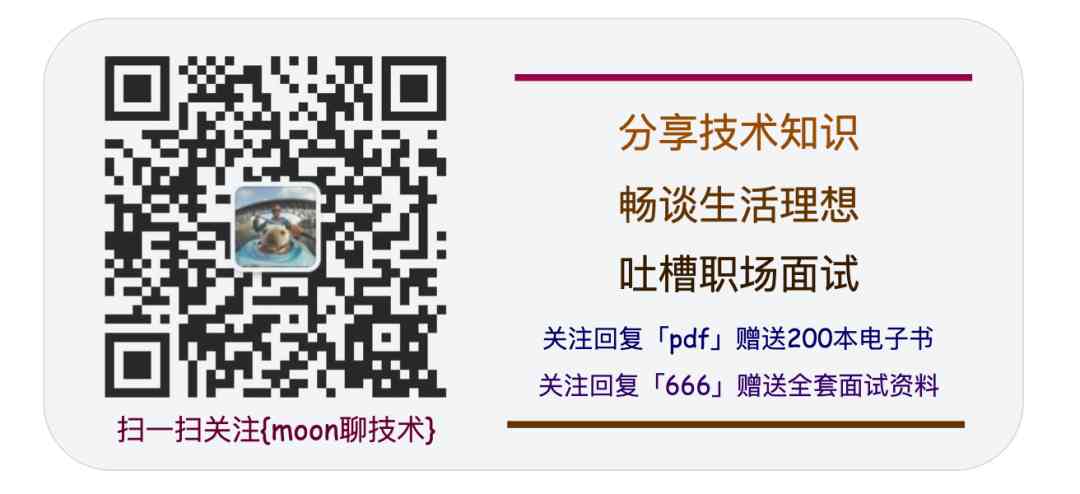 分享技术知识
畅谈生活理想
吐槽职场面试
关注回复「pdf」赠送200本电子书
关注回复「666」赠送全套面试资料
扫一扫关注{moon聊技术}